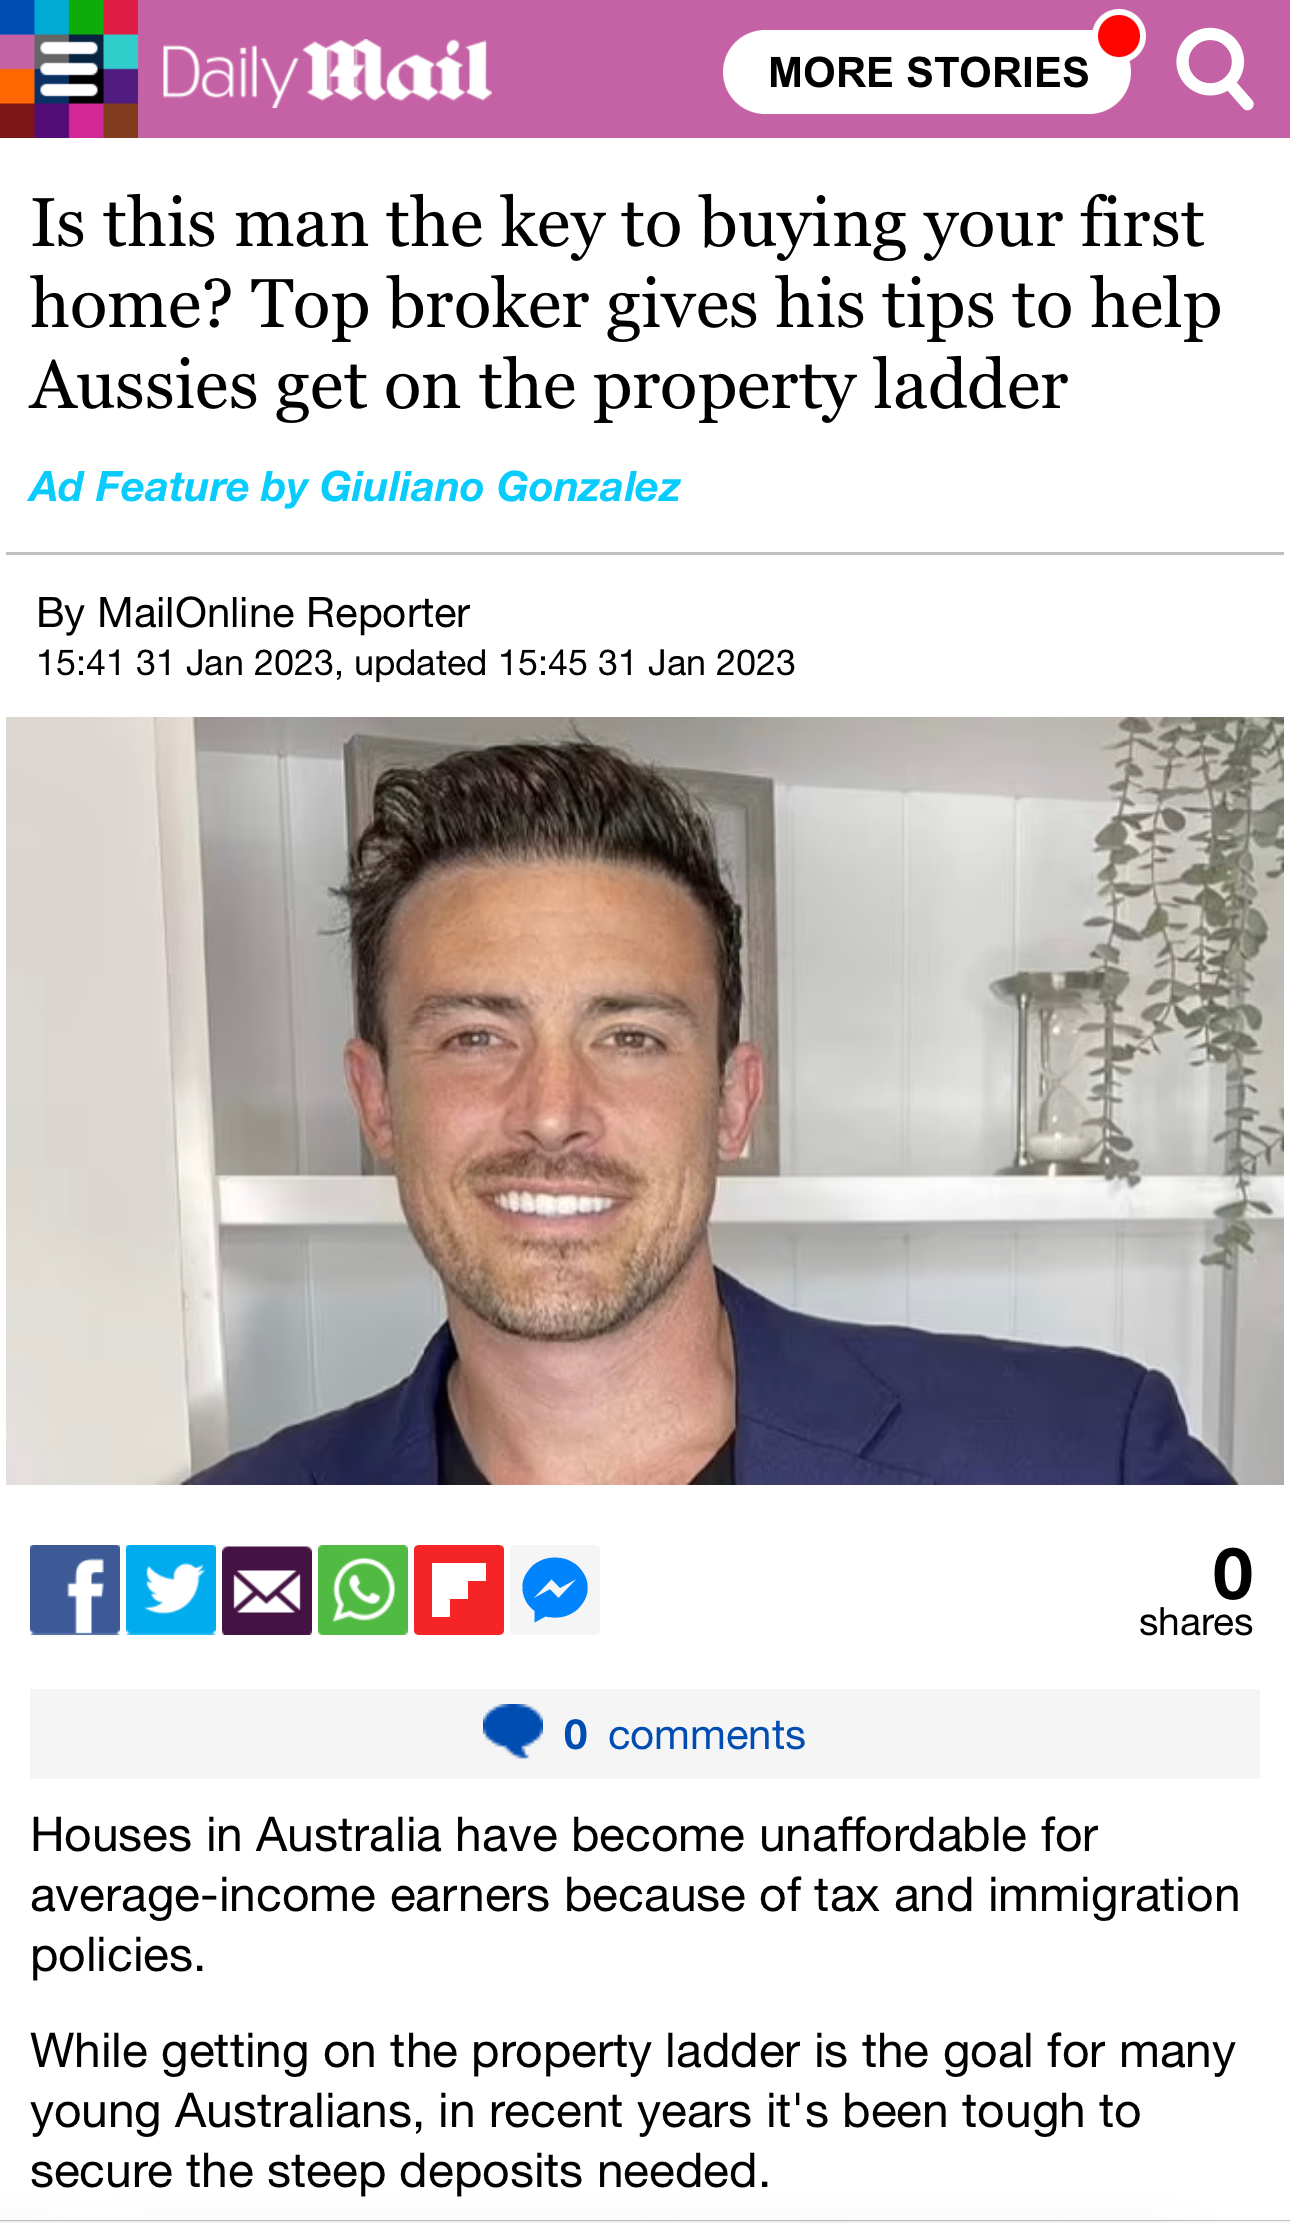 Daily Mail
MORE STORIES
Is this man the key to buying your first
home? Top broker gives his tips to help
Aussies get on the property ladder
Ad Feature by Giuliano Gonzalez
By MailOnline Reporter
15:41 31 Jan 2023, updated 15:45 31 Jan 2023
0
shares
0 comments
Houses in Australia have become unaffordable for
average-income earners because of tax and immigration
policies.
While getting on the property ladder is the goal for many
young Australians, in recent years it's been tough to
secure the steep deposits needed.